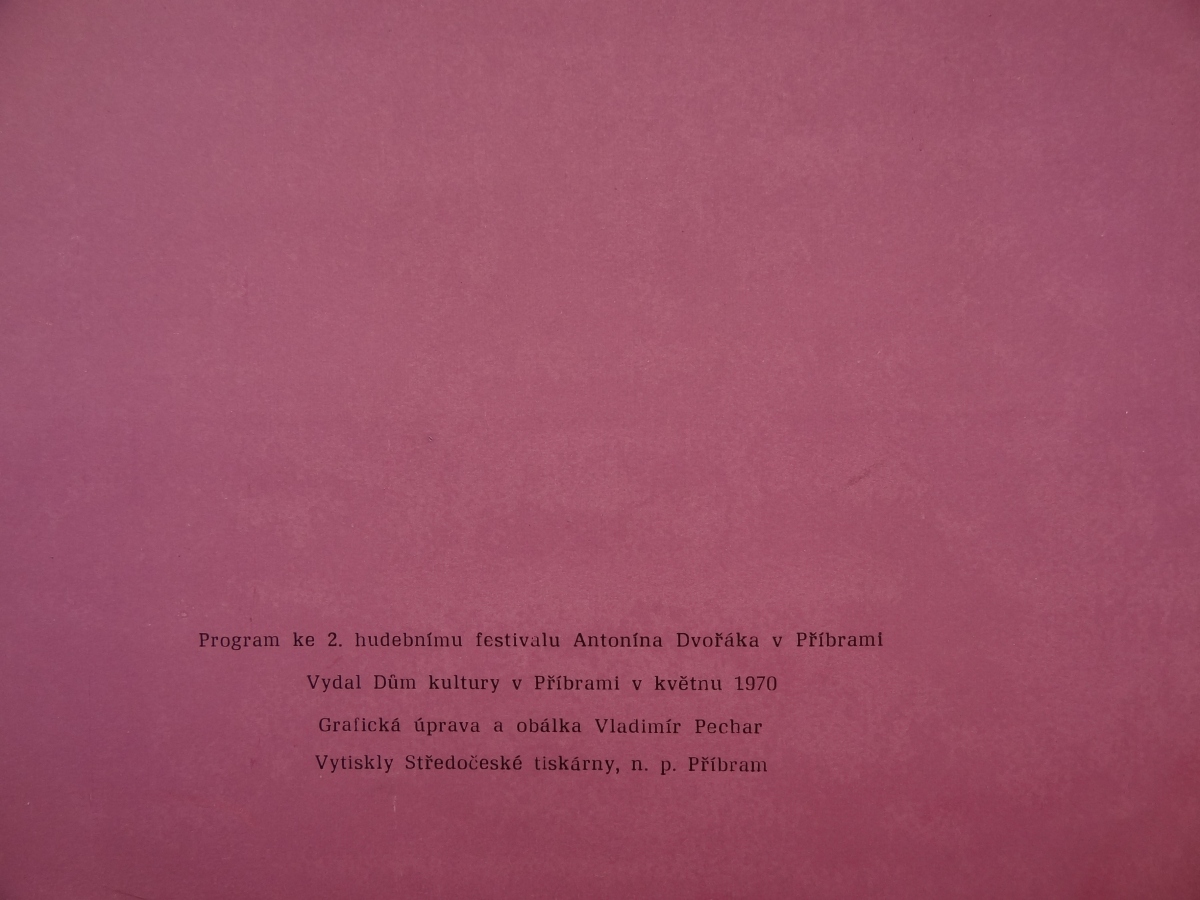 Program ke 2. hudebnímu festivalu Antonína Dvořáka v Příbrami
Vydal Dům kultury v Příbrami v květnu 1970
Grafická úprava a obálka Vladimír Pechar
Vytiskly Středočeské tiskárny, n. p. Příbram